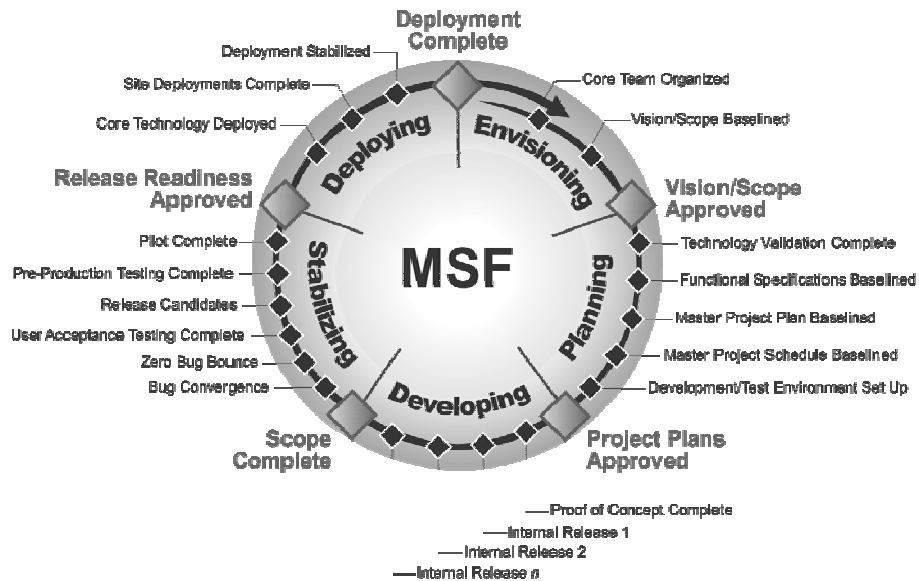 Deployment
Complete
Deployment Stabilized
Core Team Organized
Site Deployments Complete
Vision/Scope Baselined
Core Technology Deployed
Deploying
Envisioning
Release Readiness
Approved
Vision/Scope
Approved
MSF
Pilot Complete
Technology Validation Complete
Pre-Production Testing Complete
Functional Specifications Baselined
Stabilizing
Planning
Release Candidates
Master Project Plan Baselined
User Acceptance Testing Complete
Master Project Schedule Baselined
Zero Bug Bounce
Bug Convergence
Development/Test Environment Set Up
Developing
Scope
Complete
Project Plans
Approved
Proof of Concept Complete
Internal Release 1
Internal Release 2
Internal Release n